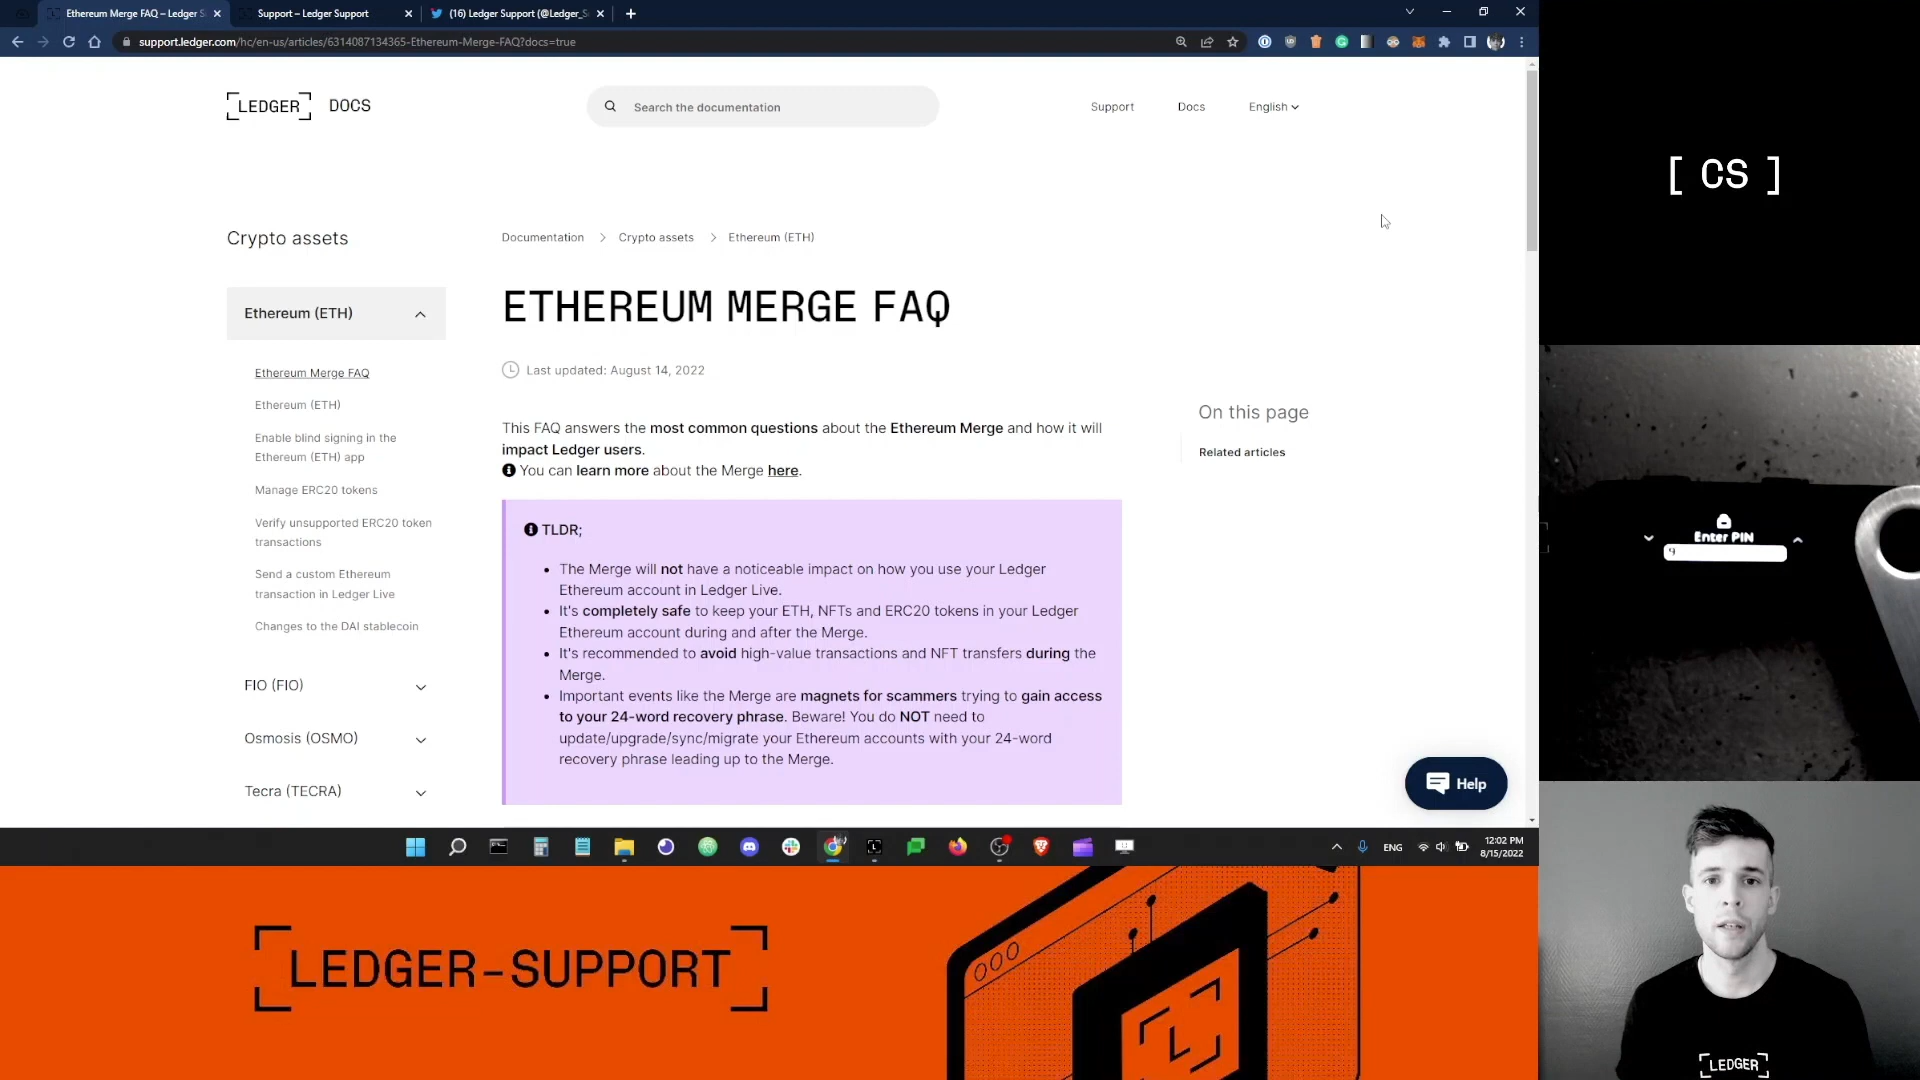 Ethereum Merge FAQ – Ledger S
Support – Ledger Support
(16) Ledger Support (@Ledger_S
support.ledger.com/hc/en-us/articles/6314087134365-Ethereum-Merge-FAQ?docs=true
LEDGER DOCS
Search the documentation
Support
Docs
English
[ CS ]
Crypto assets
Documentation > Crypto assets > Ethereum (ETH)
Ethereum (ETH)
Ethereum Merge FAQ
Ethereum (ETH)
Enable blind signing in the
Ethereum (ETH) app
Manage ERC20 tokens
Verify unsupported ERC20 token
transactions
Send a custom Ethereum
transaction in Ledger Live
Changes to the DAI stablecoin
FIO (FIO)
Osmosis (OSMO)
Tecra (TECRA)
ETHEREUM MERGE FAQ
Last updated: August 14, 2022
This FAQ answers the most common questions about the Ethereum Merge and how it will
impact Ledger users.
You can learn more about the Merge here.
TLDR;
• The Merge will not have a noticeable impact on how you use your Ledger
Ethereum account in Ledger Live.
• It's completely safe to keep your ETH, NFTs and ERC20 tokens in your Ledger
Ethereum account during and after the Merge.
• It's recommended to avoid high-value transactions and NFT transfers during the
Merge.
• Important events like the Merge are magnets for scammers trying to gain access
to your 24-word recovery phrase. Beware! You do NOT need to
update/upgrade/sync/migrate your Ethereum accounts with your 24-word
recovery phrase leading up to the Merge.
On this page
Related articles
Enter PIN
9
Help
ENG
12:02 PM
8/15/2022
LEDGER-SUPPORT
LEDGER